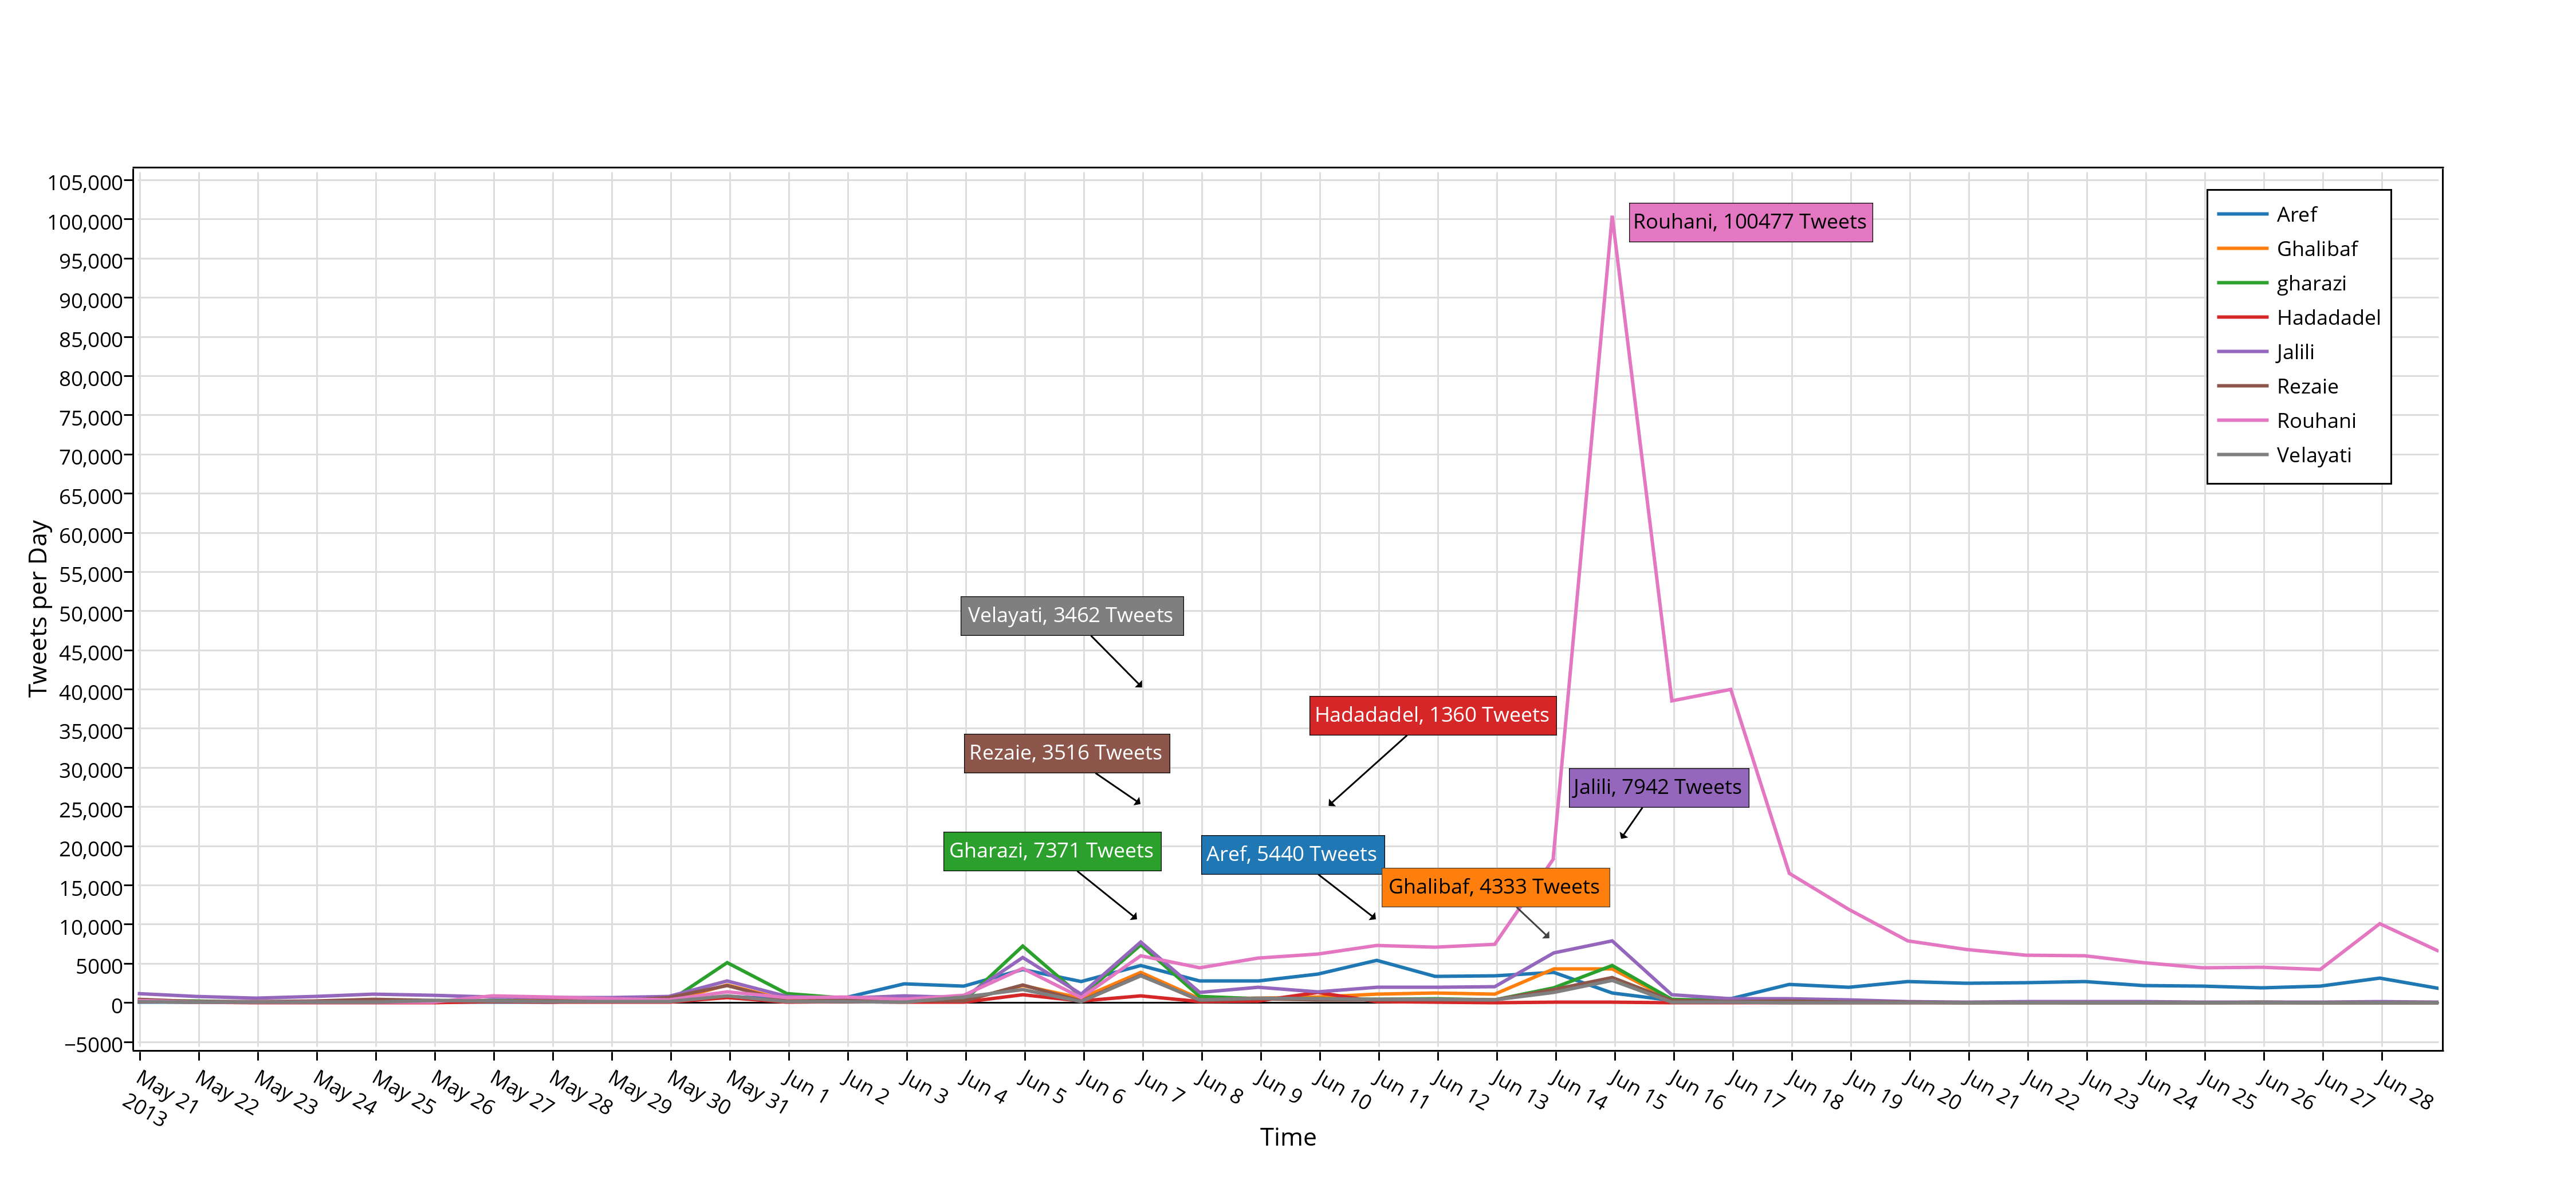 105,000
100,000
95,000
90,000
85,000
80,000
75,000
70,000
65,000
60,000
55,000
50,000
45,000
40,000
35,000
30,000
25,000
20,000
15,000
10,000
5000
0
−5000
Tweets per Day
Rouhani, 100477 Tweets
Velayati, 3462 Tweets
Hadadadel, 1360 Tweets
Rezaie, 3516 Tweets
Jalili, 7942 Tweets
Gharazi, 7371 Tweets
Aref, 5440 Tweets
Ghalibaf, 4333 Tweets
Aref
Ghalibaf
gharazi
Hadadadel
Jalili
Rezaie
Rouhani
Velayati
May 21
2013
May 22
May 23
May 24
May 25
May 26
May 27
May 28
May 29
May 30
May 31
Jun 1
Jun 2
Jun 3
Jun 4
Jun 5
Jun 6
Jun 7
Jun 8
Jun 9
Jun 10
Jun 11
Jun 12
Jun 13
Jun 14
Jun 15
Jun 16
Jun 17
Jun 18
Jun 19
Jun 20
Jun 21
Jun 22
Jun 23
Jun 24
Jun 25
Jun 26
Jun 27
Jun 28
Time